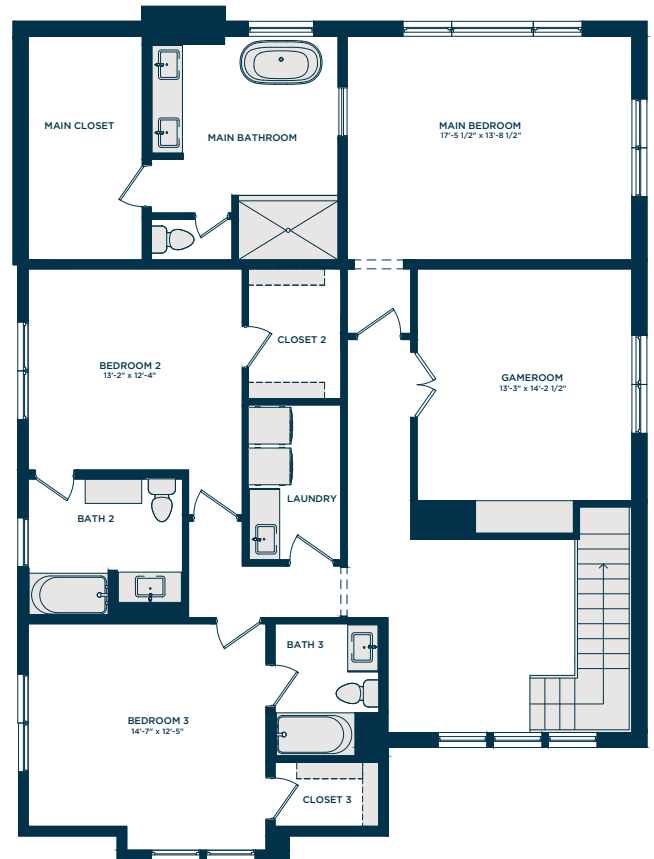 MAIN CLOSET
MAIN BATHROOM
MAIN BEDROOM
17'-5 1/2" x 13'-8 1/2"
CLOSET 2
BEDROOM 2
13'-2" x 12'-4"
GAMEROOM
13'-3" x 14'-2 1/2"
LAUNDRY
BATH 2
BATH 3
BEDROOM 3
14'-7" x 12'-5"
CLOSET 3